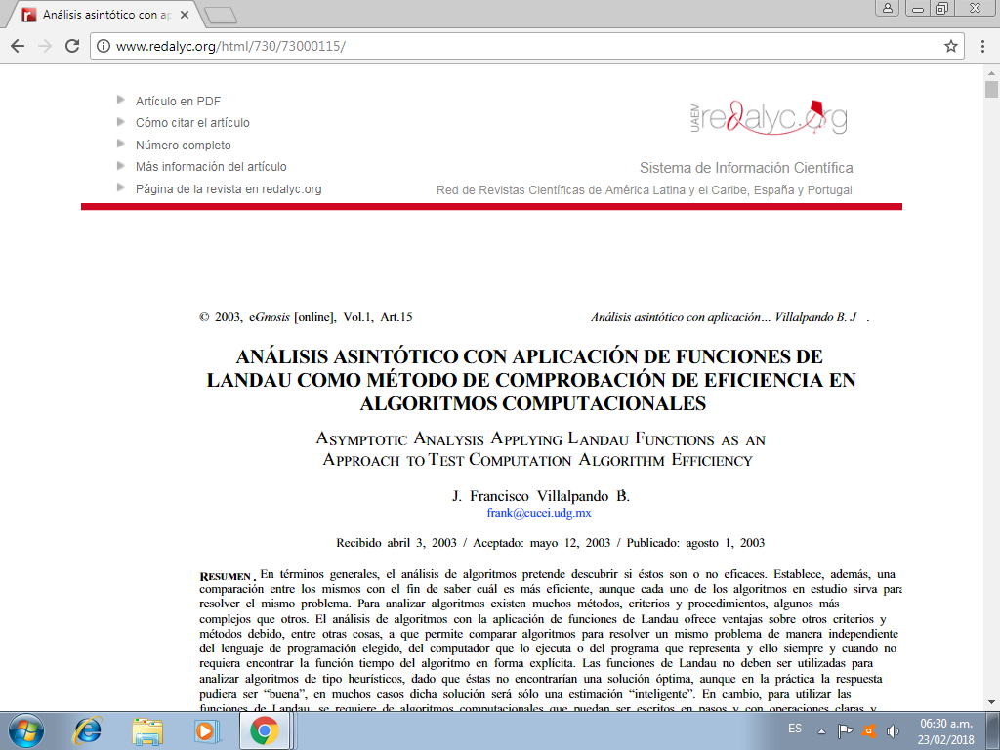 Análisis asintótico con ap
www.redalyc.org/html/730/73000115/
Artículo en PDF
Cómo citar el artículo
Número completo
Más información del artículo
Página de la revista en redalyc.org
UAEM redalyc.org
Sistema de Información Científica
Red de Revistas Científicas de América Latina y el Caribe, España y Portugal
© 2003, eGnosis [online], Vol.1, Art.15
Análisis asintótico con aplicación... Villalpando B. J .
ANÁLISIS ASINTÓTICO CON APLICACIÓN DE FUNCIONES DE
LANDAU COMO MÉTODO DE COMPROBACIÓN DE EFICIENCIA EN
ALGORITMOS COMPUTACIONALES
ASYMPTOTIC ANALYSIS APPLYING LANDAU FUNCTIONS AS AN
APPROACH TO TEST COMPUTATION ALGORITHM EFFICIENCY
J. Francisco Villalpando B.
frank@cucei.udg.mx
Recibido abril 3, 2003 / Aceptado: mayo 12, 2003 / Publicado: agosto 1, 2003
RESUMEN. En términos generales, el análisis de algoritmos pretende descubrir si éstos son o no eficaces. Establece, además, una
comparación entre los mismos con el fin de saber cuál es más eficiente, aunque cada uno de los algoritmos en estudio sirva para
resolver el mismo problema. Para analizar algoritmos existen muchos métodos, criterios y procedimientos, algunos más
complejos que otros. El análisis de algoritmos con la aplicación de funciones de Landau ofrece ventajas sobre otros criterios y
métodos debido, entre otras cosas, a que permite comparar algoritmos para resolver un mismo problema de manera independiente
del lenguaje de programación elegido, del computador que lo ejecuta o del programa que representa y ello siempre y cuando no
requiera encontrar la función tiempo del algoritmo en forma explícita. Las funciones de Landau no deben ser utilizadas para
analizar algoritmos de tipo heurísticos, dado que éstas no encontrarían una solución óptima, aunque en la práctica la respuesta
pudiera ser “buena”, en muchos casos dicha solución será sólo una estimación “inteligente”. En cambio, para utilizar las
funciones de Landau, se requiere de algoritmos computacionales que puedan ser escritos en pasos y con operaciones claras y
ES
06:30 a.m.
23/02/2018